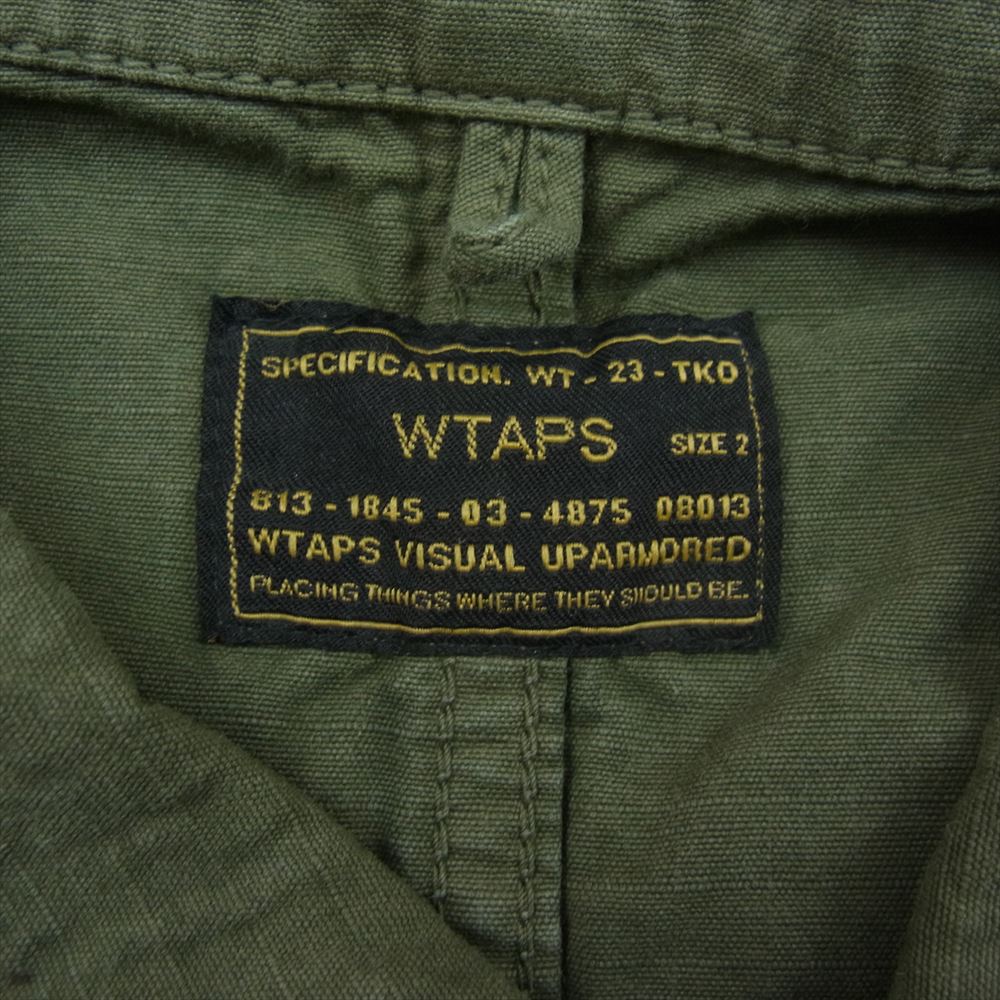 SPECIFICATION. WT - 23 - TKD
WTAPS SIZE 2
813 - 1845 - 03 - 4875 08013
WTAPS VISUAL UPARMORED
PLACING THINGS WHERE THEY SHOULD BE.